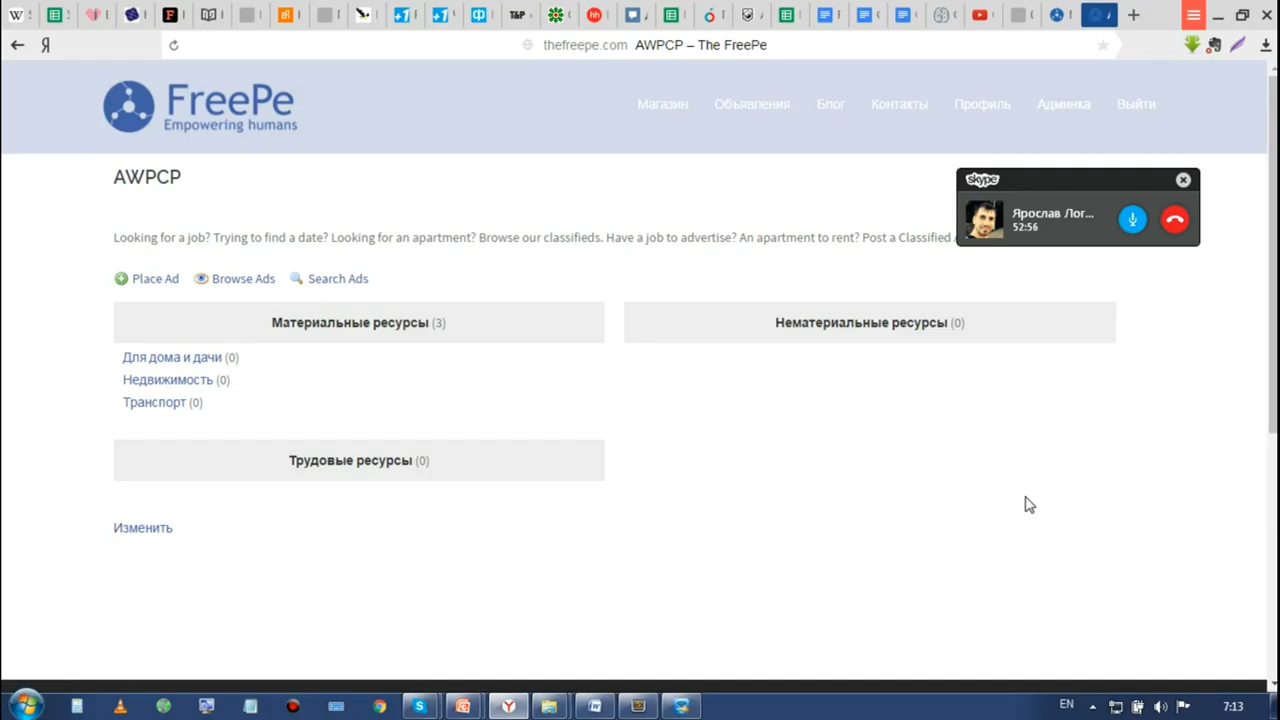 thefreepe.com AWPCP – The FreePe
FreePe
Empowering humans
Магазин Объявления Блог Контакты Профиль Админка Выйти
AWPCP
skype
Ярослав Лог...
52:56
Looking for a job? Trying to find a date? Looking for an apartment? Browse our classifieds. Have a job to advertise? An apartment to rent? Post a Classified
Place Ad Browse Ads Search Ads
Материальные ресурсы (3) Нематериальные ресурсы (0)
Для дома и дачи (0)
Недвижимость (0)
Транспорт (0)
Трудовые ресурсы (0)
Изменить
EN 7:13